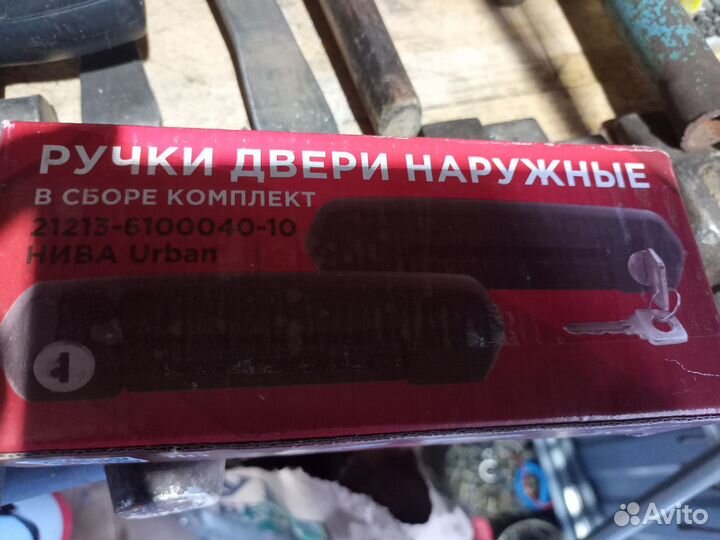 РУЧКИ ДВЕРИ НАРУЖНЫЕ
В СБОРЕ КОМПЛЕКТ
21213-6100040-10
НИВА Urban
Avito